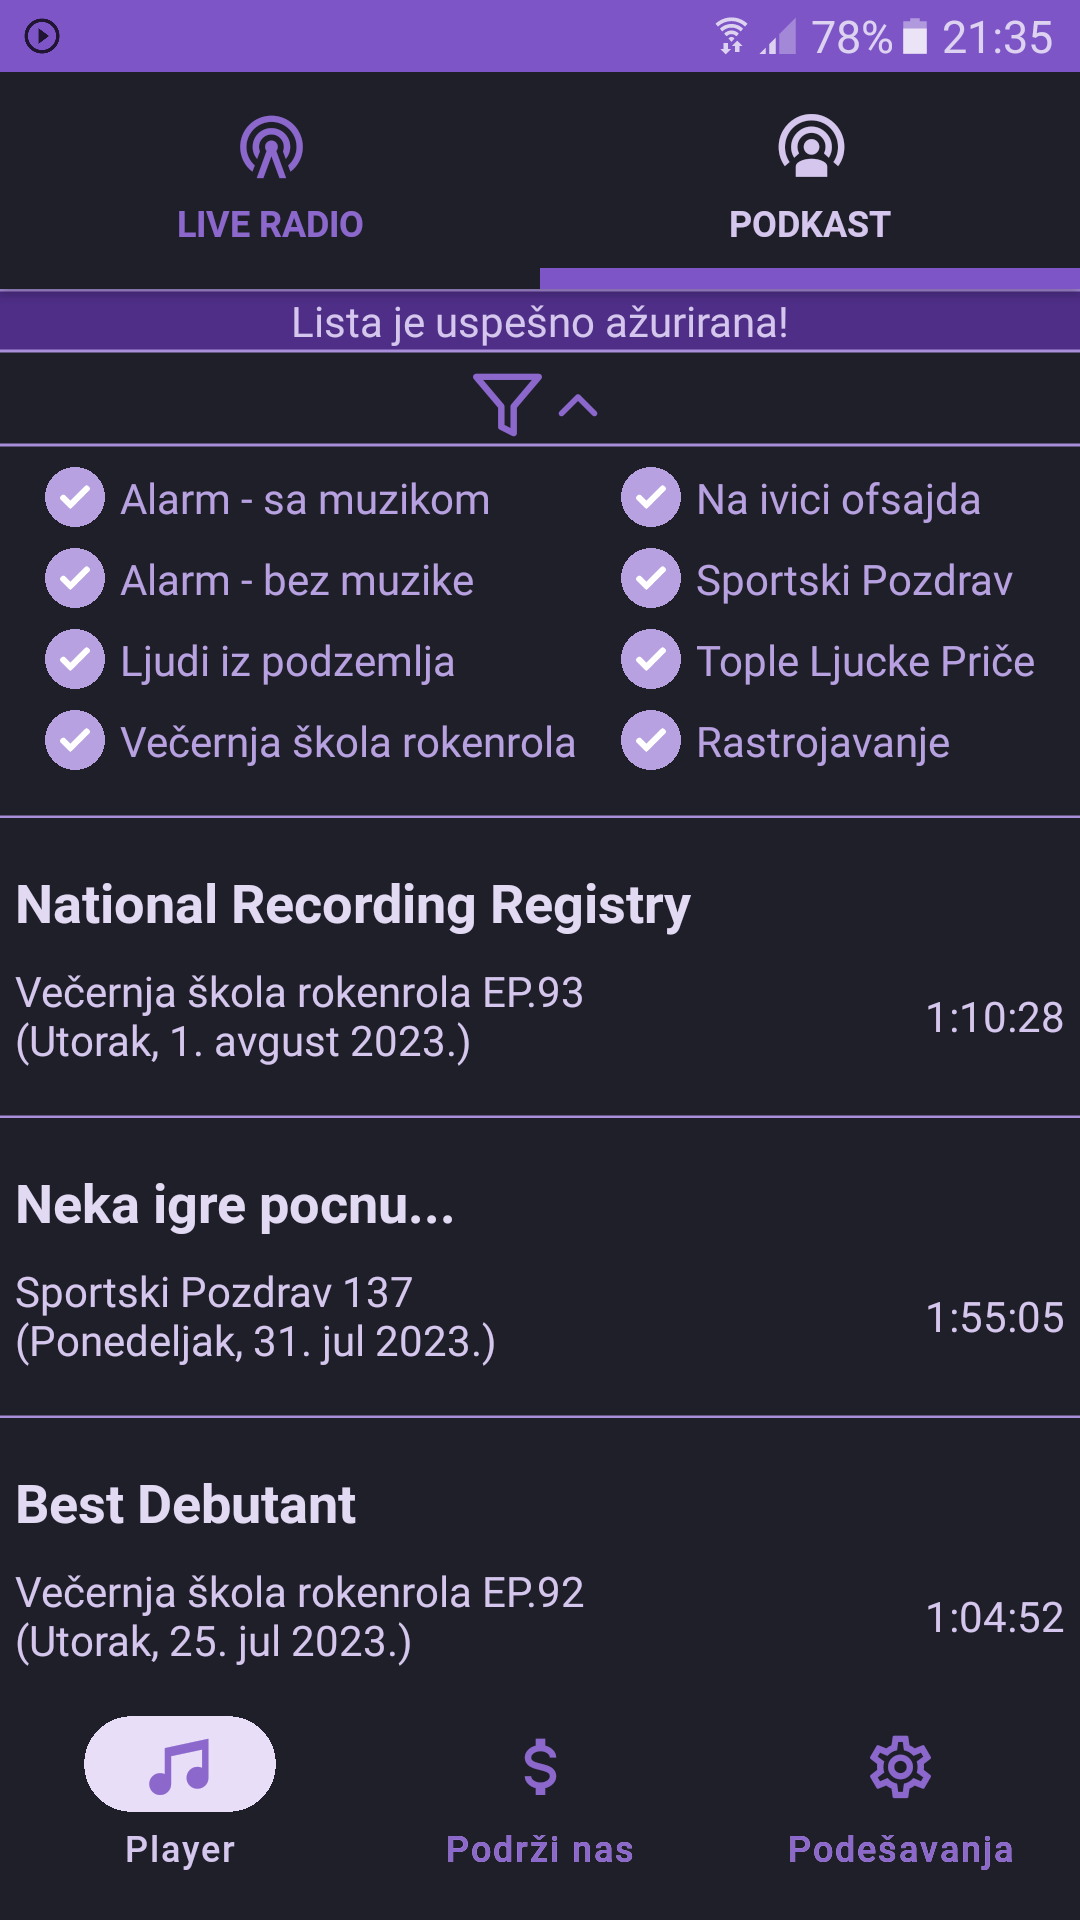 78% 21:35
LIVE RADIO
PODKAST
Lista je uspešno ažurirana!
Alarm - sa muzikom
Na ivici ofsajda
Alarm - bez muzike
Sportski Pozdrav
Ljudi iz podzemlja
Tople Ljucke Priče
Večernja škola rokenrola
Rastrojavanje
National Recording Registry
Večernja škola rokenrola EP.93
(Utorak, 1. avgust 2023.)
1:10:28
Neka igre pocnu...
Sportski Pozdrav 137
(Ponedeljak, 31. jul 2023.)
1:55:05
Best Debutant
Večernja škola rokenrola EP.92
(Utorak, 25. jul 2023.)
1:04:52
Player
Podrži nas
Podešavanja